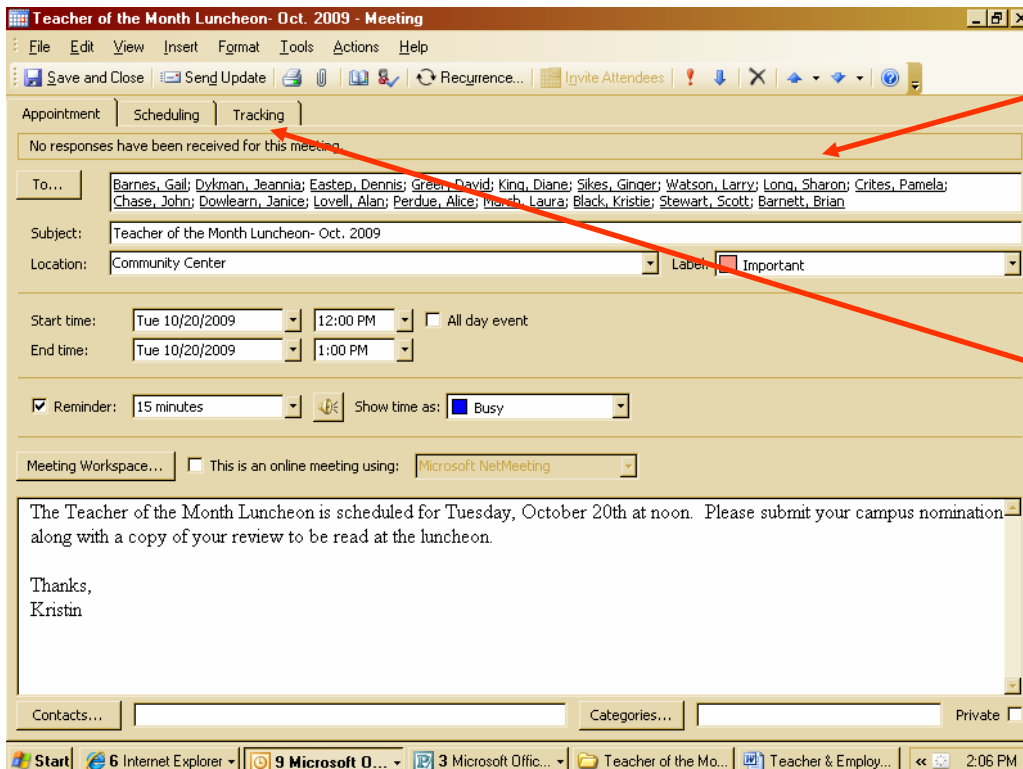 Teacher of the Month Luncheon- Oct. 2009 - Meeting
File Edit View Insert Format Tools Actions Help
Save and Close Send Update Recurrence... Invite Attendees
Appointment Scheduling Tracking
No responses have been received for this meeting.
To... Barnes, Gail; Dykman, Jeannia; Eastep, Dennis; Green, David; King, Diane; Sikes, Ginger; Watson, Larry; Long, Sharon; Crites, Pamela;
Chase, John; Dowlearn, Janice; Lovell, Alan; Perdue, Alice; Marsh, Laura; Black, Kristie; Stewart, Scott; Barnett, Brian
Subject: Teacher of the Month Luncheon- Oct. 2009
Location: Community Center Label: Important
Start time: Tue 10/20/2009 12:00 PM All day event
End time: Tue 10/20/2009 1:00 PM
Reminder: 15 minutes Show time as: Busy
Meeting Workspace... This is an online meeting using: Microsoft NetMeeting
The Teacher of the Month Luncheon is scheduled for Tuesday, October 20th at noon. Please submit your campus nomination
along with a copy of your review to be read at the luncheon.
Thanks,
Kristin
Contacts... Categories... Private
Start 6 Internet Explorer 9 Microsoft O... 3 Microsoft Offic... Teacher of the Mo... Teacher & Employ... « 2:06 PM